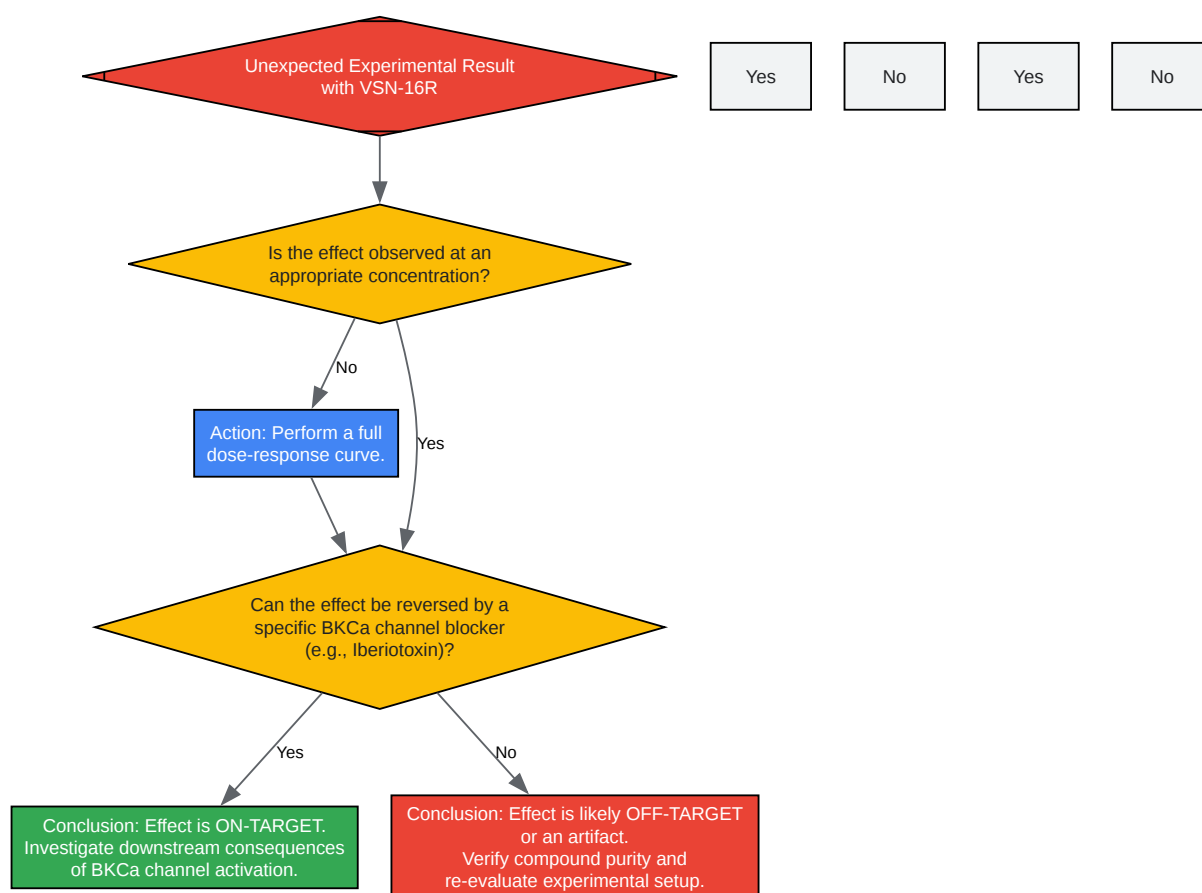 Unexpected Experimental Result
with VSN-16R
Yes
No
Yes
No
Is the effect observed at an
appropriate concentration?
No
Action: Perform a full
dose-response curve.
Yes
Can the effect be reversed by a
specific BKCa channel blocker
(e.g., Iberiotoxin)?
Yes
No
Conclusion: Effect is ON-TARGET.
Investigate downstream consequences
of BKCa channel activation.
Conclusion: Effect is likely OFF-TARGET
or an artifact.
Verify compound purity and
re-evaluate experimental setup.